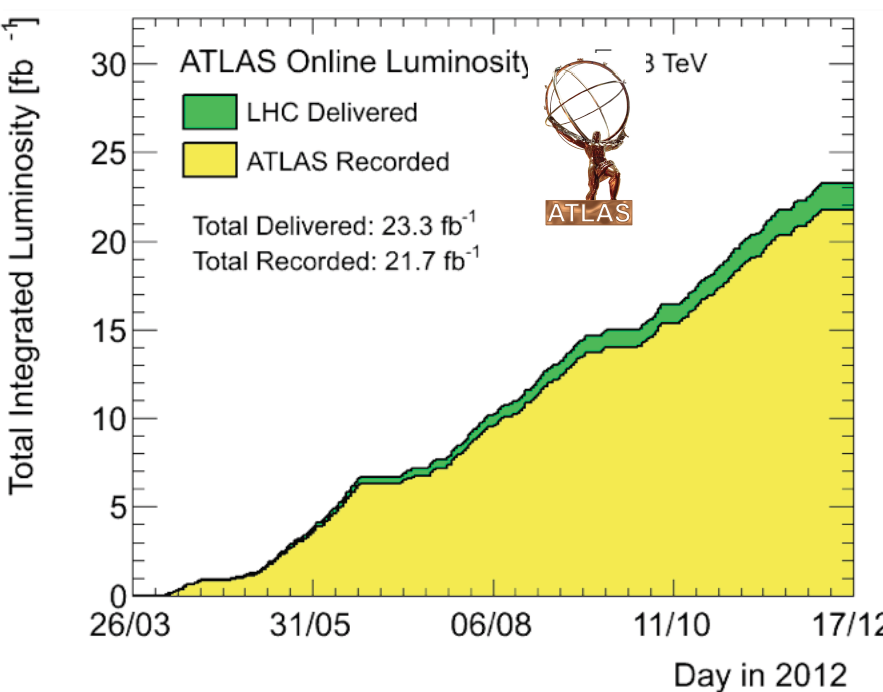 Total Integrated Luminosity [fb⁻¹]
ATLAS Online Luminosity TeV
LHC Delivered
ATLAS Recorded
Total Delivered: 23.3 fb⁻¹
Total Recorded: 21.7 fb⁻¹
ATLAS
30
25
20
15
10
5
0
26/03 31/05 06/08 11/10 17/12
Day in 2012